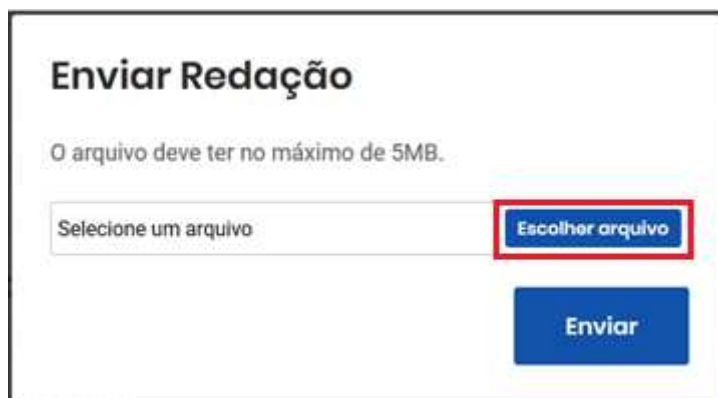 Enviar Redação
O arquivo deve ter no máximo de 5MB.
Selecione um arquivo
Escolher arquivo
Enviar